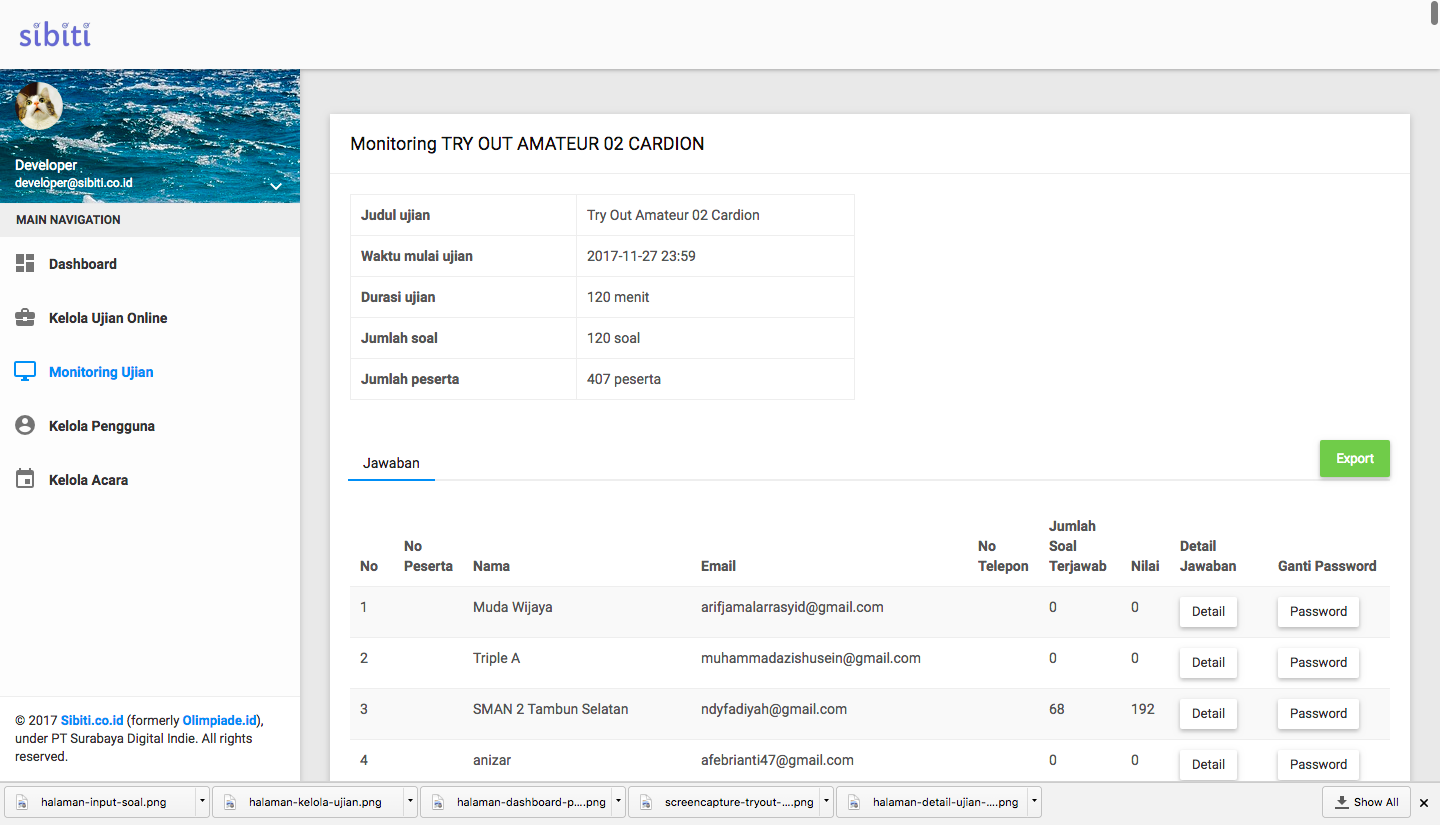 sibiti
Developer
developer@sibiti.co.id
MAIN NAVIGATION
Dashboard
Kelola Ujian Online
Monitoring Ujian
Kelola Pengguna
Kelola Acara
© 2017 Sibiti.co.id (formerly Olimpiade.id),
under PT Surabaya Digital Indie. All rights
reserved.
Monitoring TRY OUT AMATEUR 02 CARDION
Judul ujian Try Out Amateur 02 Cardion
Waktu mulai ujian 2017-11-27 23:59
Durasi ujian 120 menit
Jumlah soal 120 soal
Jumlah peserta 407 peserta
Jawaban
Export
No No Peserta Nama Email No Telepon Jumlah Soal Terjawab Nilai Detail Jawaban Ganti Password
1 Muda Wijaya arifjamalarrasyid@gmail.com 0 0 Detail Password
2 Triple A muhammadazishusein@gmail.com 0 0 Detail Password
3 SMAN 2 Tambun Selatan ndyfadiyah@gmail.com 68 192 Detail Password
4 anizar afebrianti47@gmail.com 0 0 Detail Password
halaman-input-soal.png
halaman-kelola-ujian.png
halaman-dashboard-p....png
screencapture-tryout-....png
halaman-detail-ujian-....png
Show All